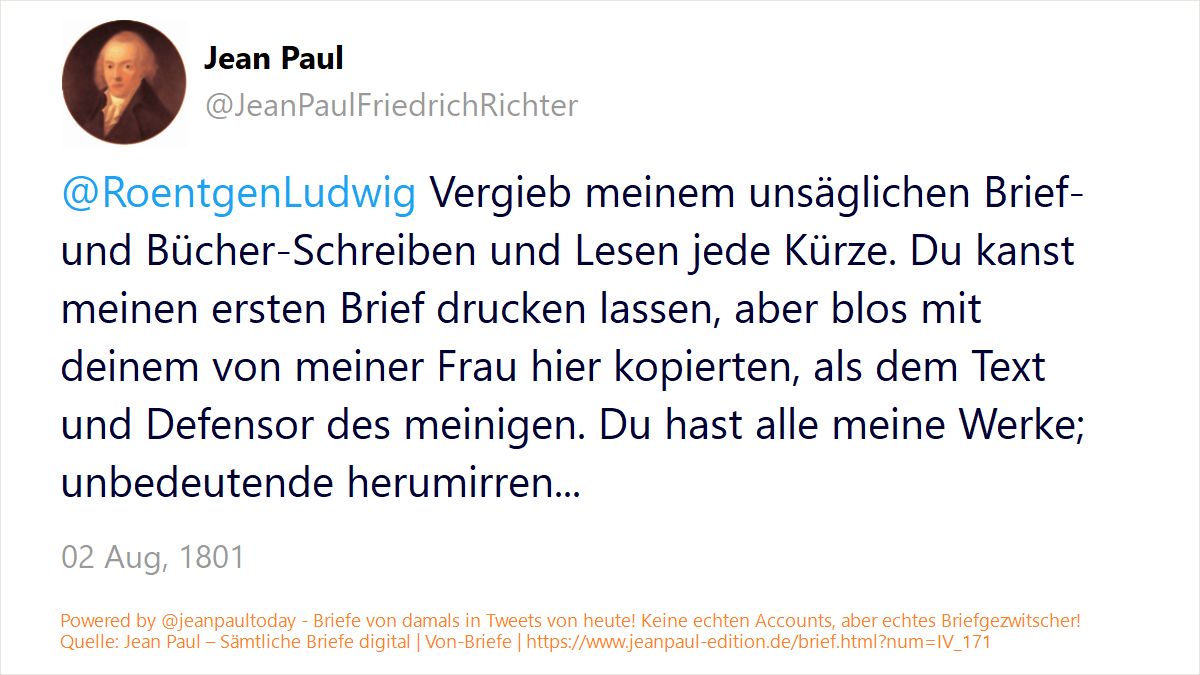 Jean Paul
@JeanPaulFriedrichRichter
@RoentgenLudwig Vergieb meinem unsäglichen Brief-
und Bücher-Schreiben und Lesen jede Kürze. Du kanst
meinen ersten Brief drucken lassen, aber blos mit
deinem von meiner Frau hier kopierten, als dem Text
und Defensor des meinigen. Du hast alle meine Werke;
unbedeutende herumirren...
02 Aug, 1801
Powered by @jeanpaultoday - Briefe von damals in Tweets von heute! Keine echten Accounts, aber echtes Briefgezwitscher!
Quelle: Jean Paul – Sämtliche Briefe digital | Von-Briefe | https://www.jeanpaul-edition.de/brief.html?num=IV_171